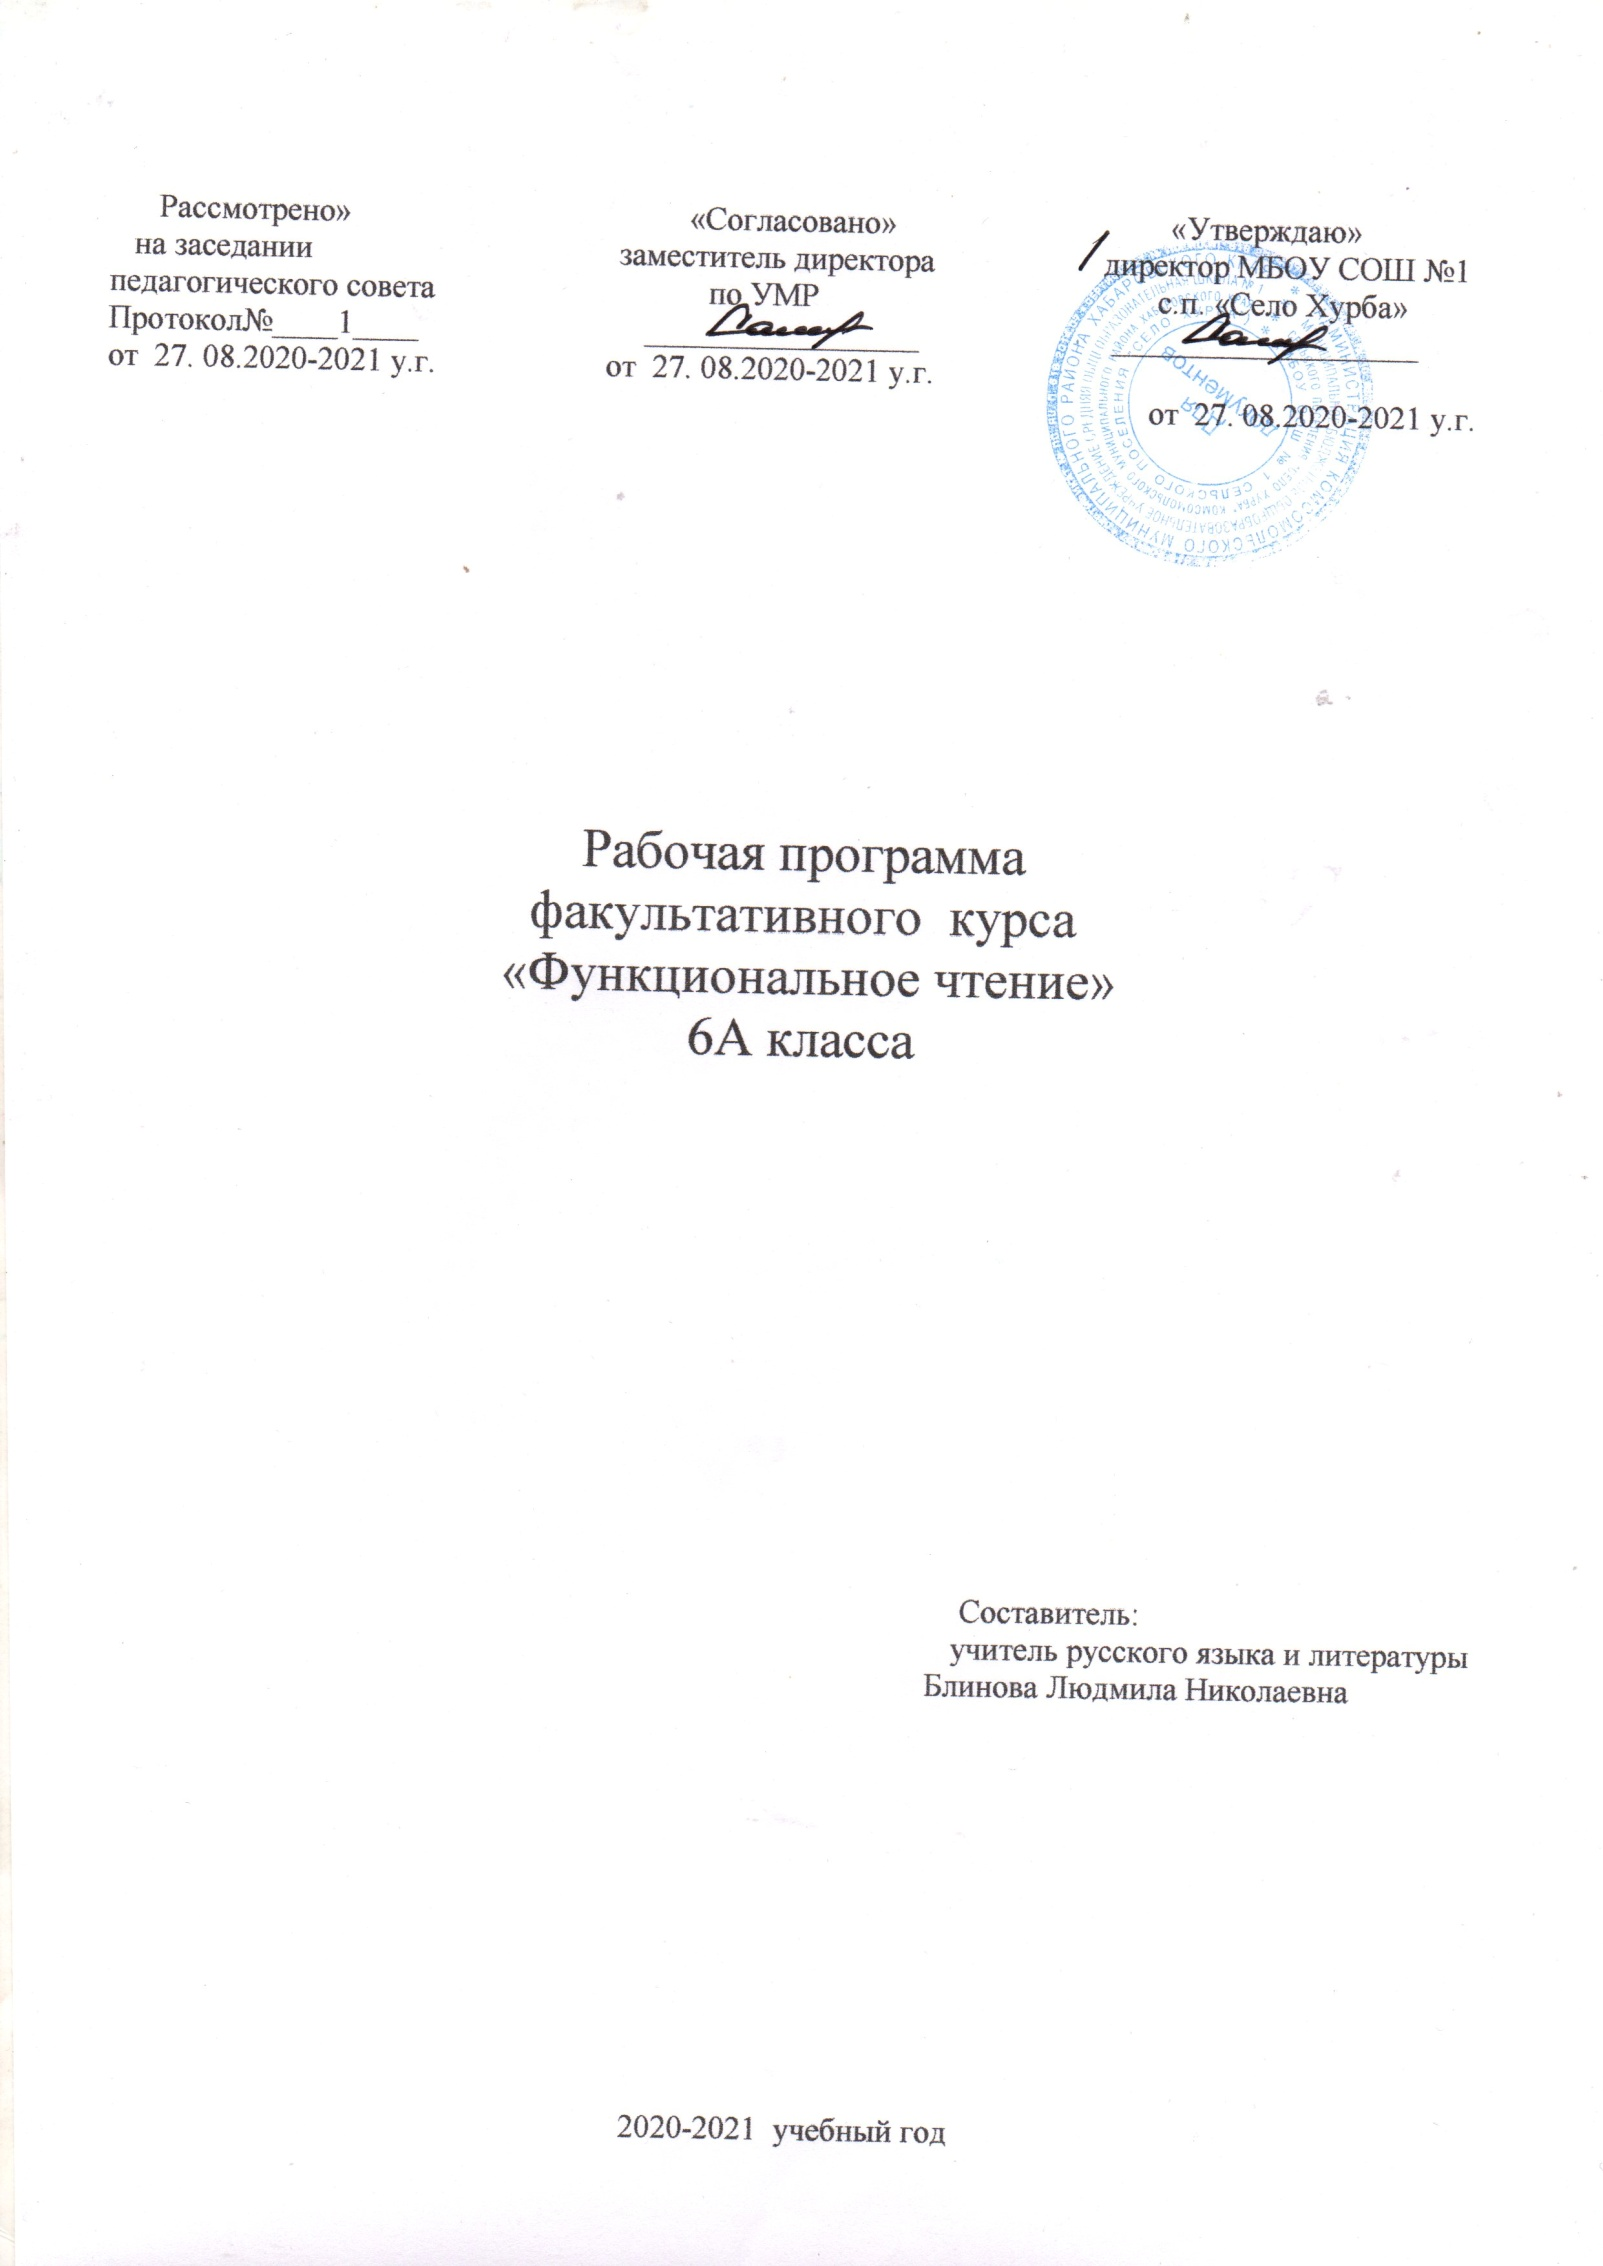 Рассмотрено»
на заседании
педагогического совета
Протокол№____1____
от 27. 08.2020-2021 у.г.
«Согласовано»
заместитель директора
по УМР
от 27. 08.2020-2021 у.г.
«Утверждаю»
директор МБОУ СОШ №1
с.п. «Село Хурба»
от 27. 08.2020-2021 у.г.
Для
документов
Рабочая программа
факультативного курса
«Функциональное чтение»
6А класса
Составитель:
учитель русского языка и литературы
Блинова Людмила Николаевна
2020-2021 учебный год